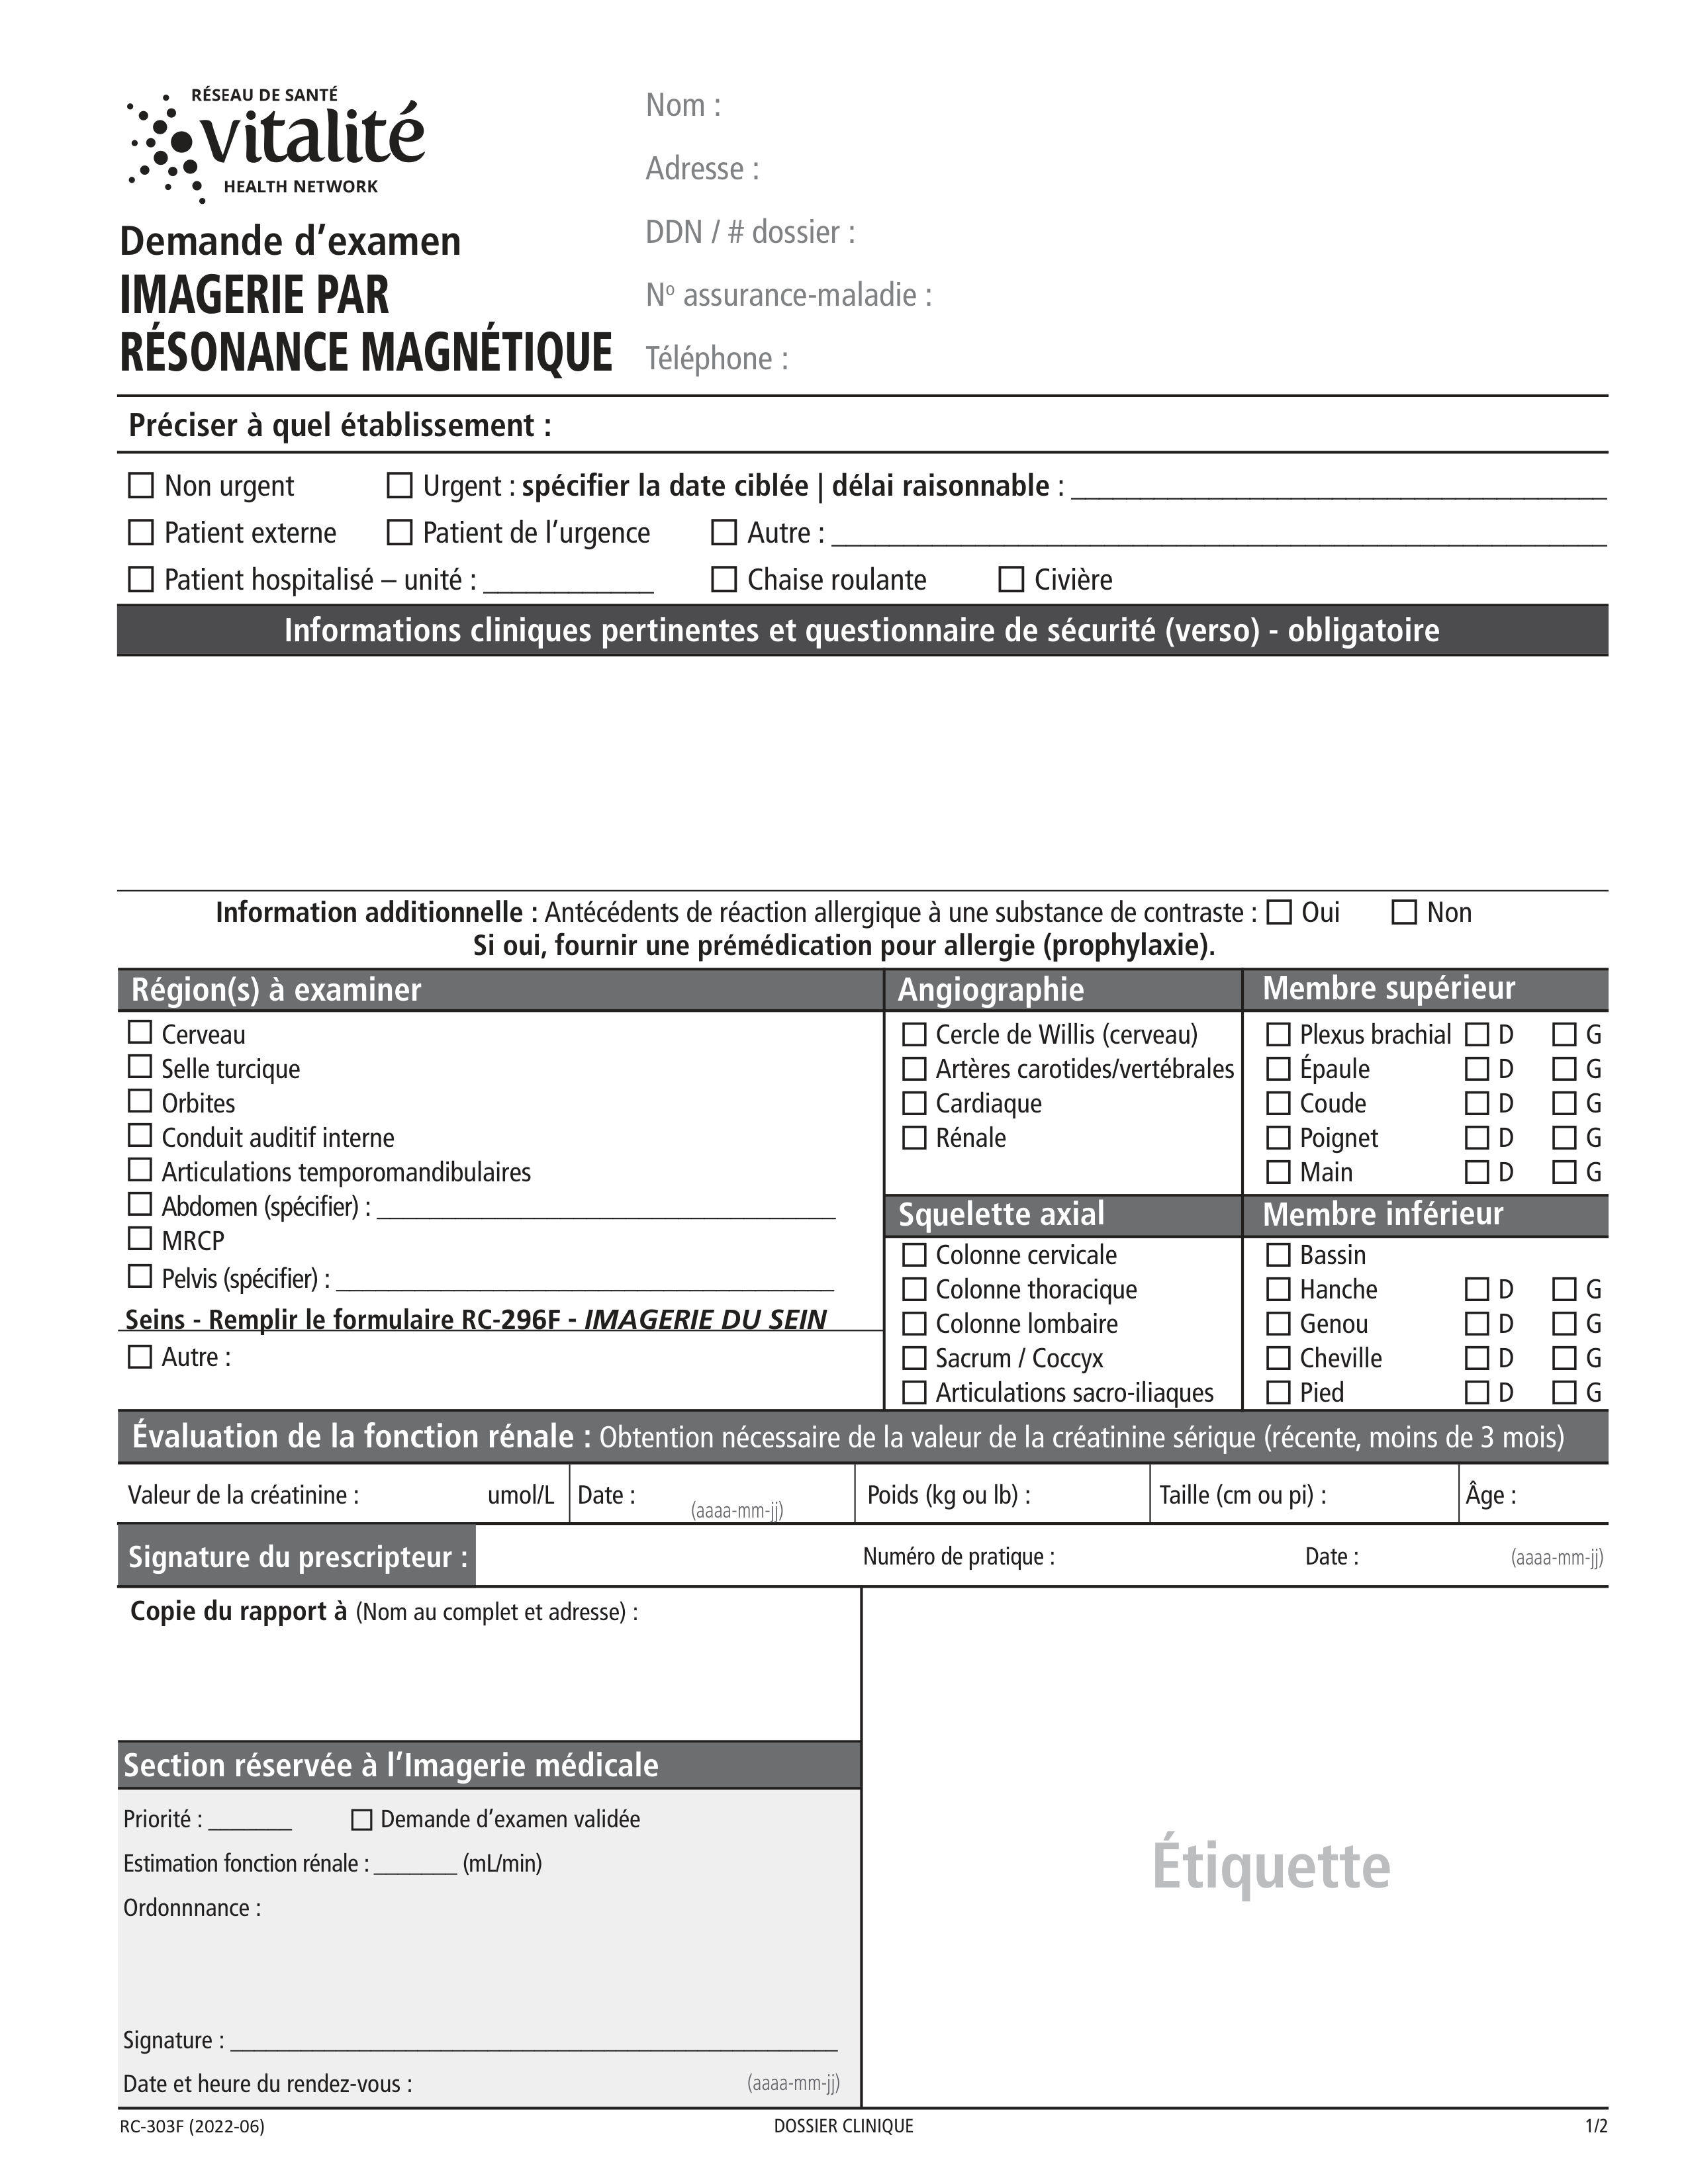 RÉSEAU DE SANTÉ
vitalité
HEALTH NETWORK
Demande d’examen
IMAGERIE PAR
RÉSONANCE MAGNÉTIQUE
Nom :
Adresse :
DDN / # dossier :
Nº assurance-maladie :
Téléphone :
Préciser à quel établissement :
☐ Non urgent ☐ Urgent : spécifier la date ciblée | délai raisonnable : ____________________
☐ Patient externe ☐ Patient de l’urgence ☐ Autre : ____________________
☐ Patient hospitalisé – unité : ____________ ☐ Chaise roulante ☐ Civière
Informations cliniques pertinentes et questionnaire de sécurité (verso) - obligatoire
Information additionnelle : Antécédents de réaction allergique à une substance de contraste : ☐ Oui ☐ Non
Si oui, fournir une prémédication pour allergie (prophylaxie).
Région(s) à examiner
☐ Cerveau
☐ Selle turcique
☐ Orbites
☐ Conduit auditif interne
☐ Articulations temporomandibulaires
☐ Abdomen (spécifier) : ____________________
☐ MRCP
☐ Pelvis (spécifier) : ____________________
Seins - Remplir le formulaire RC-296F - IMAGERIE DU SEIN
☐ Autre :
Angiographie
☐ Cercle de Willis (cerveau)
☐ Artères carotides/vertébrales
☐ Cardiaque
☐ Rénale
Squelette axial
☐ Colonne cervicale
☐ Colonne thoracique
☐ Colonne lombaire
☐ Sacrum / Coccyx
☐ Articulations sacro-iliaques
Membre supérieur
☐ Plexus brachial ☐ D ☐ G
☐ Épaule ☐ D ☐ G
☐ Coude ☐ D ☐ G
☐ Poignet ☐ D ☐ G
☐ Main ☐ D ☐ G
Membre inférieur
☐ Bassin
☐ Hanche ☐ D ☐ G
☐ Genou ☐ D ☐ G
☐ Cheville ☐ D ☐ G
☐ Pied ☐ D ☐ G
Évaluation de la fonction rénale : Obtention nécessaire de la valeur de la créatinine sérique (récente, moins de 3 mois)
Valeur de la créatinine : umol/L Date : (aaaa-mm-jj) Poids (kg ou lb) : Taille (cm ou pi) : Âge :
Signature du prescripteur : Numéro de pratique : Date : (aaaa-mm-jj)
Copie du rapport à (Nom au complet et adresse) :
Section réservée à l’Imagerie médicale
Priorité : _______ ☐ Demande d’examen validée
Estimation fonction rénale : _______ (mL/min)
Ordonnnance :
Signature : ____________________
Date et heure du rendez-vous : (aaaa-mm-jj)
Étiquette
RC-303F (2022-06) DOSSIER CLINIQUE 1/2